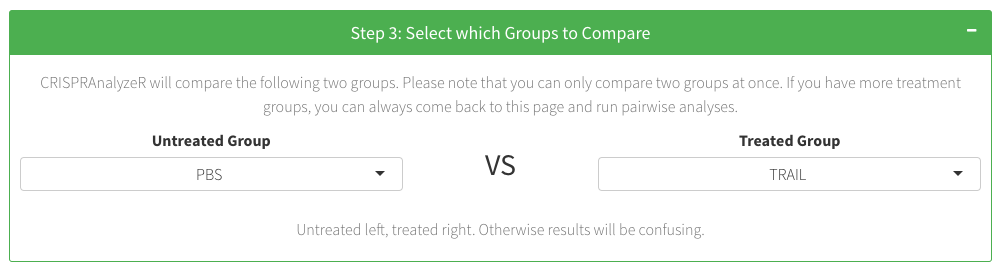 Step 3: Select which Groups to Compare
CRISPRAnalyzeR will compare the following two groups. Please note that you can only compare two groups at once. If you have more treatment
groups, you can always come back to this page and run pairwise analyses.
Untreated Group
PBS
VS
Treated Group
TRAIL
Untreated left, treated right. Otherwise results will be confusing.